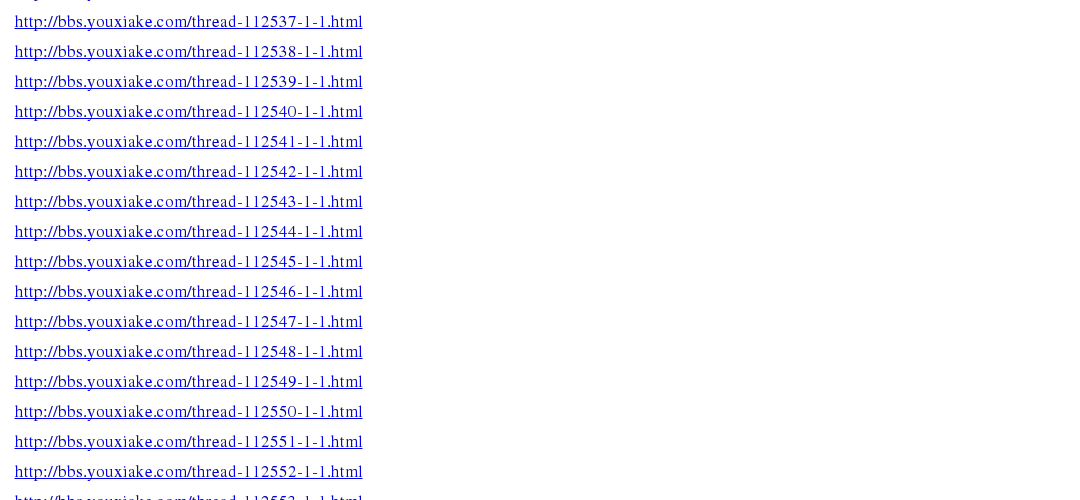 http://bbs.youxiake.com/thread-112537-1-1.html
http://bbs.youxiake.com/thread-112538-1-1.html
http://bbs.youxiake.com/thread-112539-1-1.html
http://bbs.youxiake.com/thread-112540-1-1.html
http://bbs.youxiake.com/thread-112541-1-1.html
http://bbs.youxiake.com/thread-112542-1-1.html
http://bbs.youxiake.com/thread-112543-1-1.html
http://bbs.youxiake.com/thread-112544-1-1.html
http://bbs.youxiake.com/thread-112545-1-1.html
http://bbs.youxiake.com/thread-112546-1-1.html
http://bbs.youxiake.com/thread-112547-1-1.html
http://bbs.youxiake.com/thread-112548-1-1.html
http://bbs.youxiake.com/thread-112549-1-1.html
http://bbs.youxiake.com/thread-112550-1-1.html
http://bbs.youxiake.com/thread-112551-1-1.html
http://bbs.youxiake.com/thread-112552-1-1.html